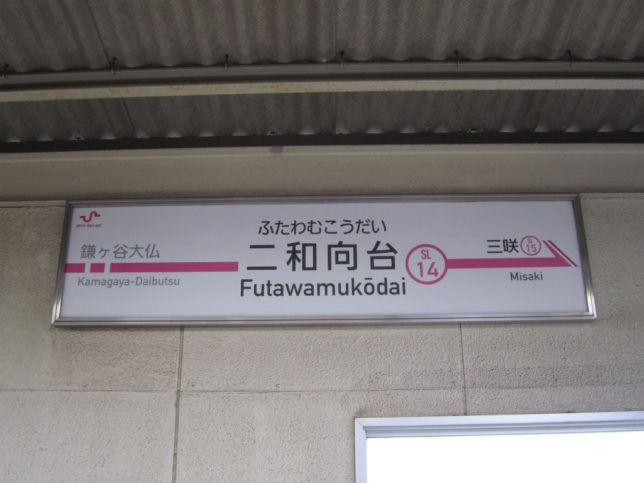 鎌ヶ谷大仏
Kamagaya-Daibutsu
ふたわむこうだい
二和向台
Futawamukōdai
SL
14
三咲
SL
15
Misaki